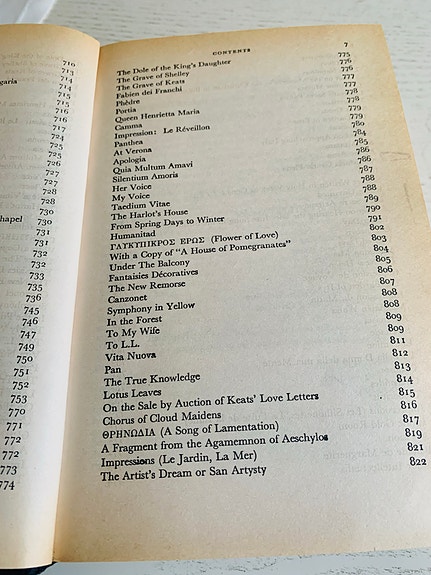 710
713
garia 714
714
715
715
716
716
724
725
725
726
727
727
728
728
730
hapel 730
731
731
732
732
733
735
736
745
746
747
749
750
751
752
753
770
771
772
772
773
774
CONTENTS 7
The Dole of the King's Daughter 775
The Grave of Shelley 776
The Grave of Keats 776
Fabien dei Franchi 777
Phèdre 777
Portia 778
Queen Henrietta Maria 778
Camma 779
Impression: Le Réveillon 779
Panthea 780
At Verona 784
Apologia 785
Quia Multum Amavi 786
Silentium Amoris 786
Her Voice 787
My Voice 788
Taedium Vitae 788
The Harlot's House 789
From Spring Days to Winter 790
Humanitad 791
ΓΛΥΚΥΠΙΚΡΟΣ ΕΡΩΣ (Flower of Love) 802
With a Copy of "A House of Pomegranates" 803
Under The Balcony 804
Fantaisies Décoratives 805
The New Remorse 806
Canzonet 807
Symphony in Yellow 808
In the Forest 808
To My Wife 809
To L.L. 809
Vita Nuova 811
Pan 812
The True Knowledge 813
Lotus Leaves 814
On the Sale by Auction of Keats' Love Letters 815
Chorus of Cloud Maidens 816
ΘΡΗΝΩΔΙΑ (A Song of Lamentation) 817
A Fragment from the Agamemnon of Aeschylos 819
Impressions (Le Jardin, La Mer) 821
The Artist's Dream or San Artysty 822